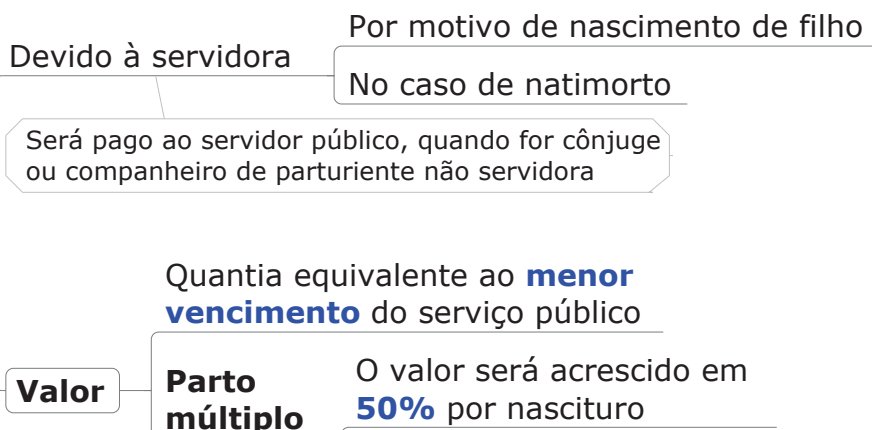 Por motivo de nascimento de filho
Devido à servidora
No caso de natimorto
Será pago ao servidor público, quando for cônjuge
ou companheiro de parturiente não servidora
Quantia equivalente ao menor
vencimento do serviço público
Valor
Parto
múltiplo
O valor será acrescido em
50% por nascituro